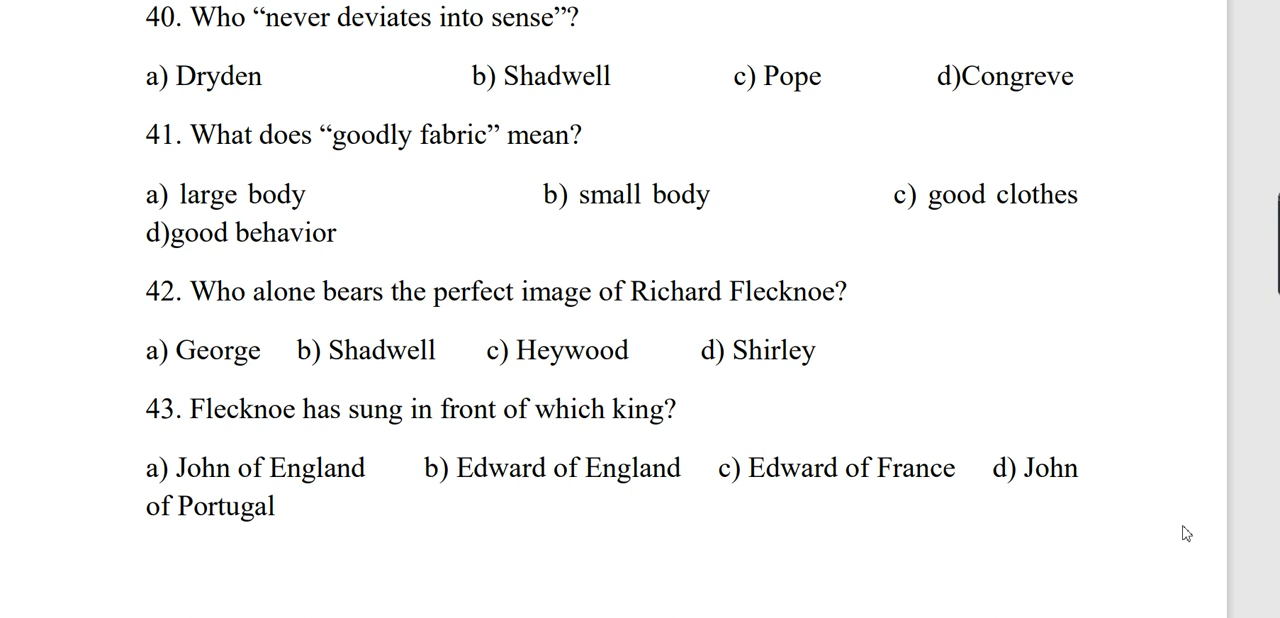 40. Who “never deviates into sense”?
a) Dryden b) Shadwell c) Pope d)Congreve
41. What does “goodly fabric” mean?
a) large body b) small body c) good clothes
d)good behavior
42. Who alone bears the perfect image of Richard Flecknoe?
a) George b) Shadwell c) Heywood d) Shirley
43. Flecknoe has sung in front of which king?
a) John of England b) Edward of England c) Edward of France d) John
of Portugal